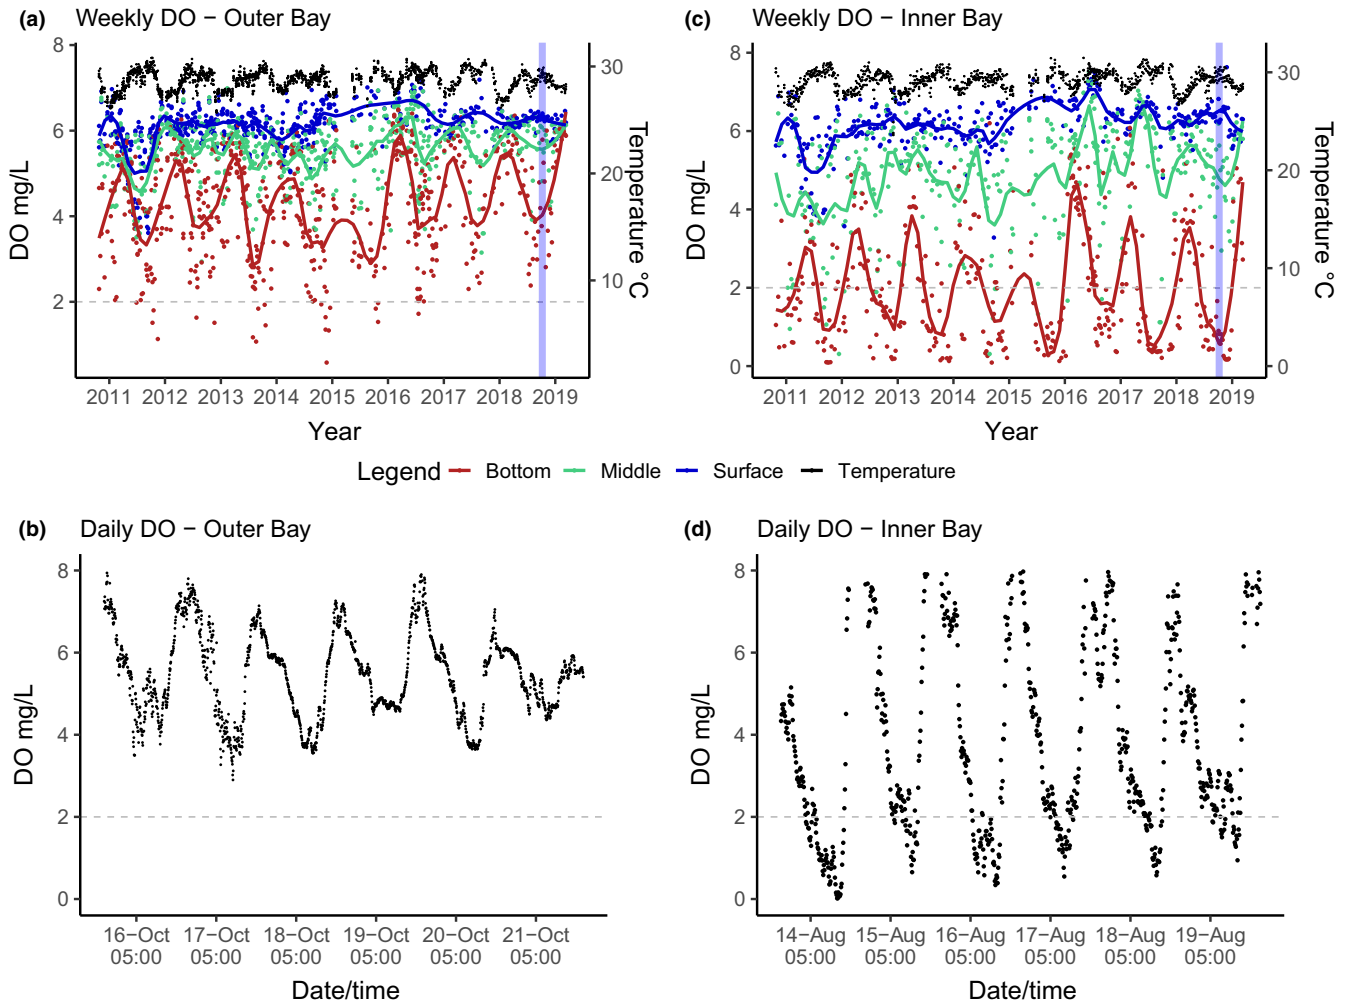 (a) Weekly DO − Outer Bay
8
6
4
2
DO mg/L
30
20
10
Temperature °C
2011 2012 2013 2014 2015 2016 2017 2018 2019
Year
(c) Weekly DO − Inner Bay
8
6
4
2
0
DO mg/L
30
20
10
0
Temperature °C
2011 2012 2013 2014 2015 2016 2017 2018 2019
Year
Legend Bottom Middle Surface Temperature
(b) Daily DO − Outer Bay
8
6
4
2
0
DO mg/L
16−Oct 17−Oct 18−Oct 19−Oct 20−Oct 21−Oct
05:00 05:00 05:00 05:00 05:00 05:00
Date/time
(d) Daily DO − Inner Bay
8
6
4
2
0
DO mg/L
14−Aug 15−Aug 16−Aug 17−Aug 18−Aug 19−Aug
05:00 05:00 05:00 05:00 05:00 05:00
Date/time